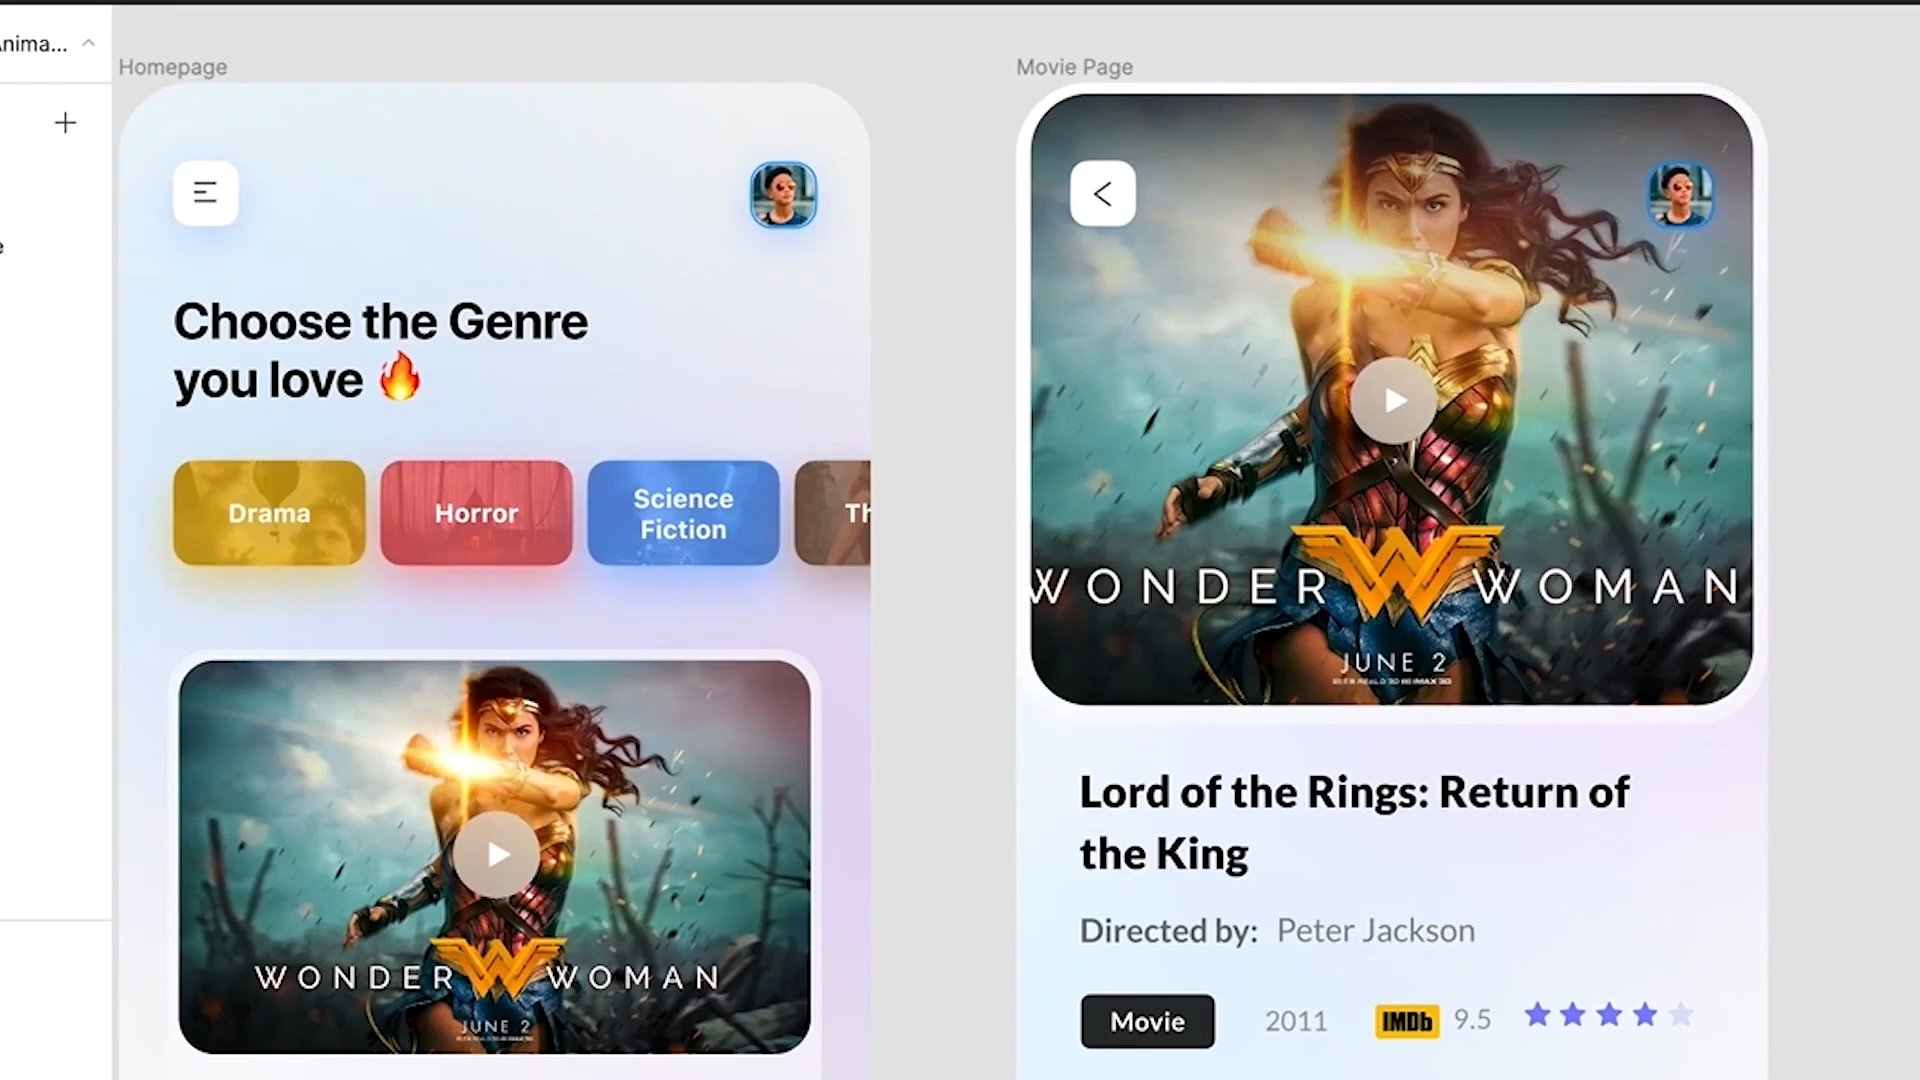 Anima...
Homepage
Choose the Genre
you love 🔥
Drama
Horror
Science
Fiction
Th
WONDER WOMAN
JUNE 2
Movie Page
WONDER WOMAN
JUNE 2
Lord of the Rings: Return of
the King
Directed by: Peter Jackson
Movie 2011 IMDb 9.5